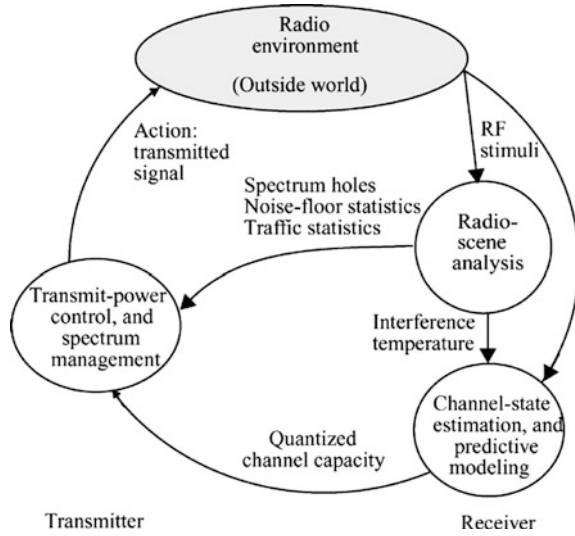 Radio
environment
(Outside world)
Action:
transmitted
signal
RF
stimuli
Spectrum holes
Noise-floor statistics
Traffic statistics
Radio-
scene
analysis
Transmit-power
control, and
spectrum
management
Interference
temperature
Channel-state
estimation, and
predictive
modeling
Quantized
channel capacity
Transmitter
Receiver